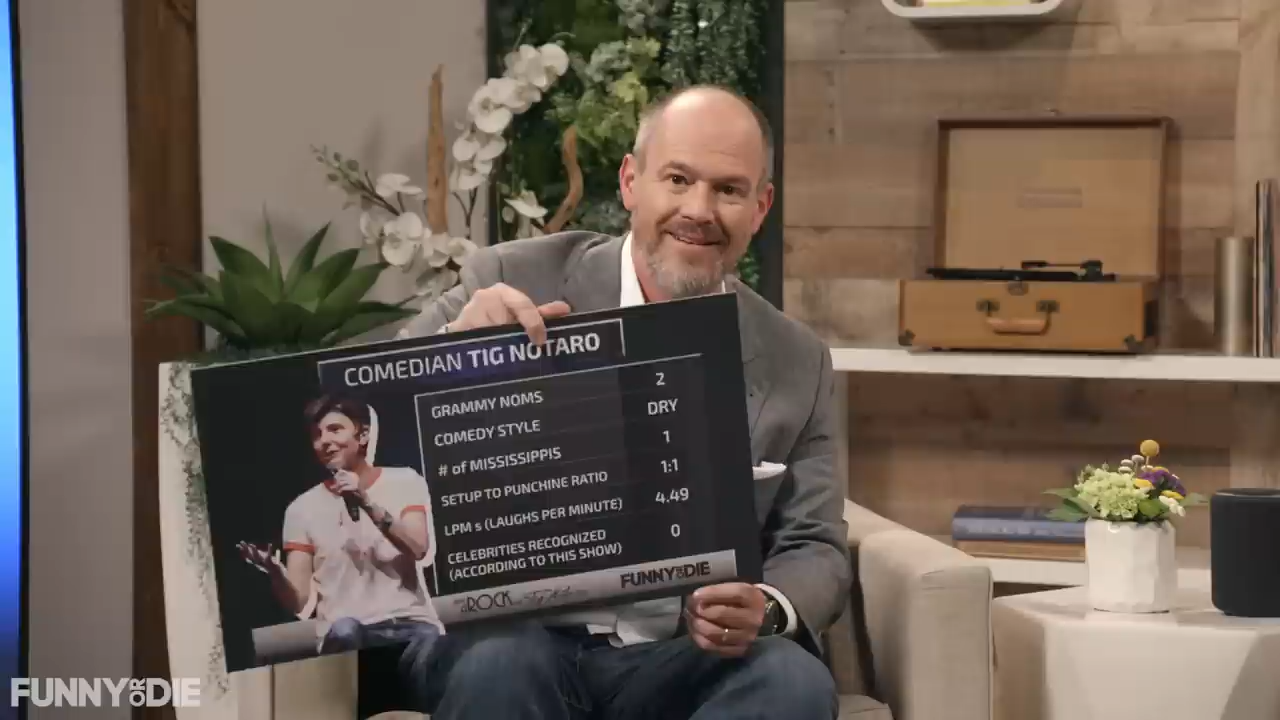 COMEDIAN TIG NOTARO
GRAMMY NOMS 2
COMEDY STYLE DRY
# of MISSISSIPPIS 1
SETUP TO PUNCHINE RATIO 1:1
LPM s (LAUGHS PER MINUTE) 4.49
CELEBRITIES RECOGNIZED
(ACCORDING TO THIS SHOW) 0
ROCK
FUNNY OR DIE
FUNNY OR DIE